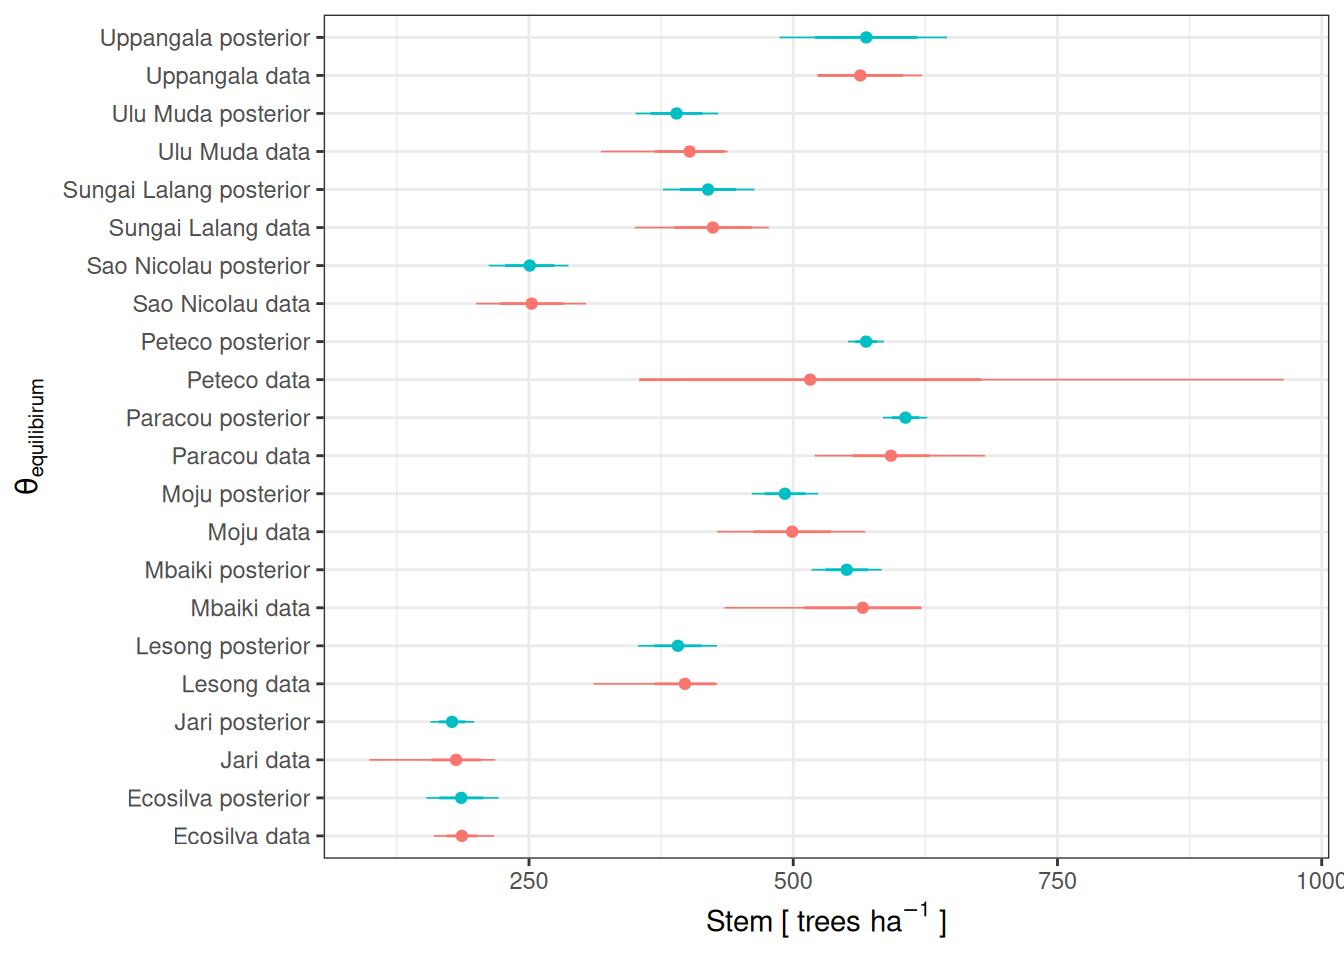 Uppangala posterior
Uppangala data
Ulu Muda posterior
Ulu Muda data
Sungai Lalang posterior
Sungai Lalang data
Sao Nicolau posterior
Sao Nicolau data
Peteco posterior
Peteco data
Paracou posterior
Paracou data
Moju posterior
Moju data
Mbaiki posterior
Mbaiki data
Lesong posterior
Lesong data
Jari posterior
Jari data
Ecosilva posterior
Ecosilva data
θequilibirum
250 500 750 1000
Stem [ trees ha⁻¹ ]